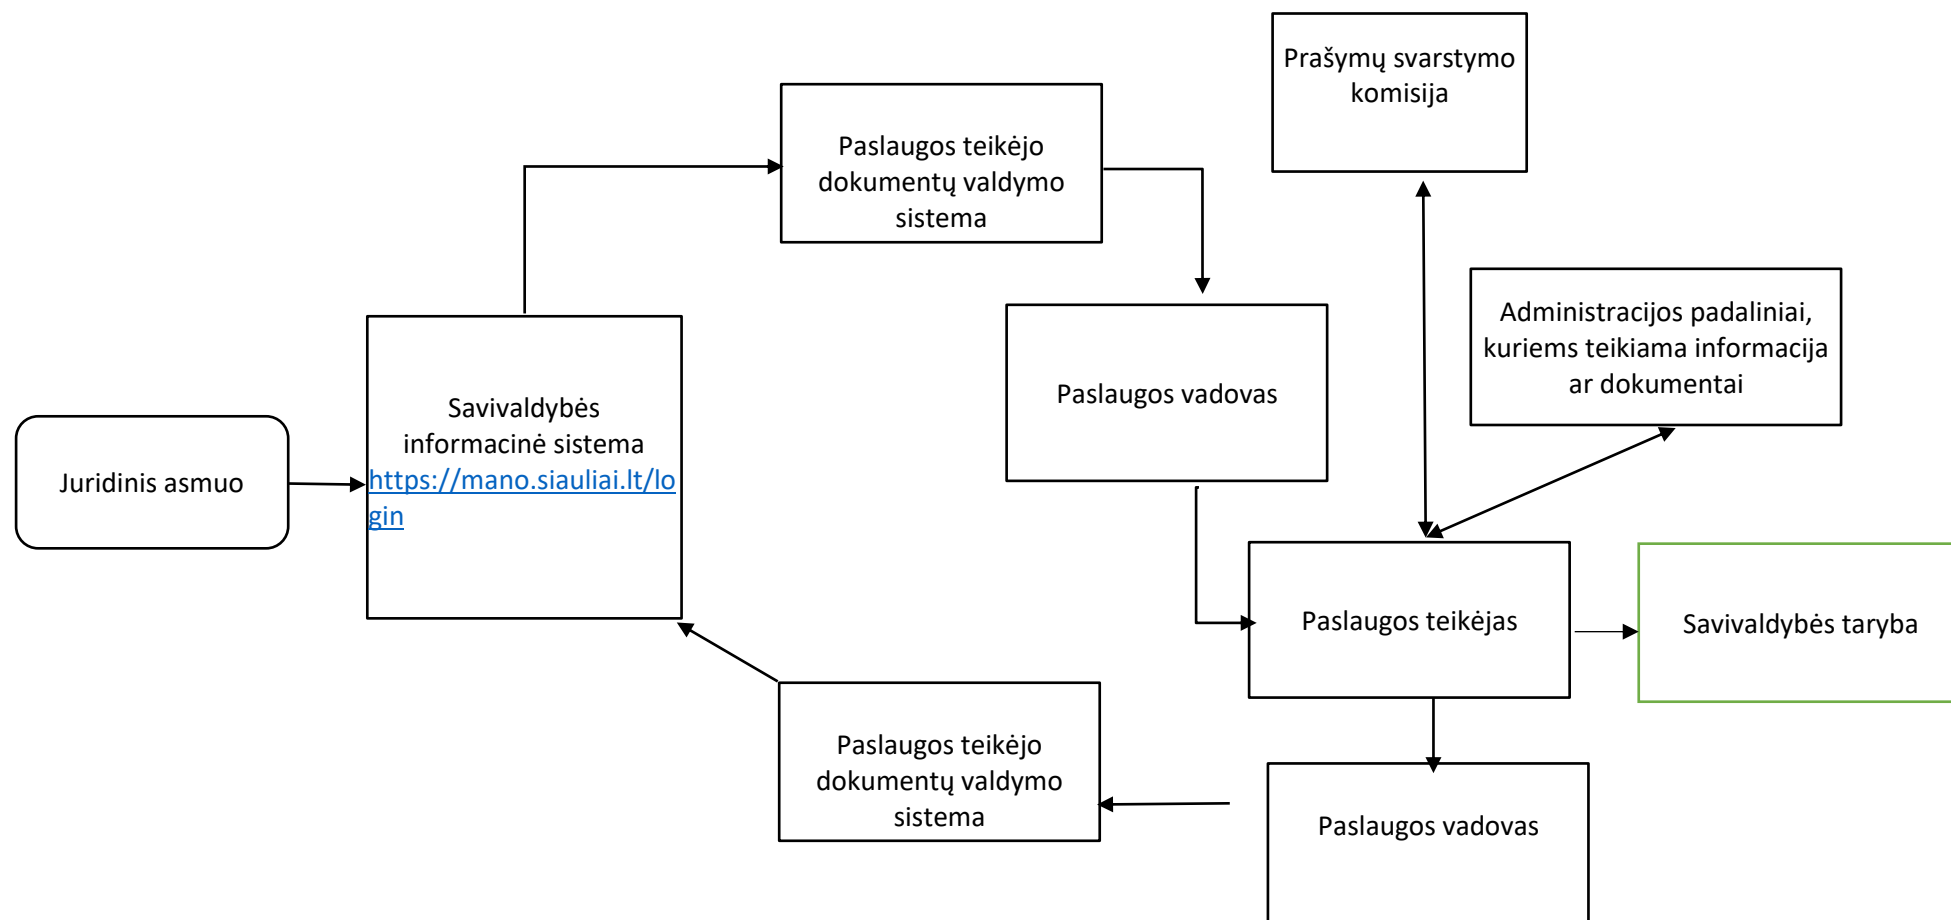 Prašymų svarstymo
komisija
Paslaugos teikėjo
dokumentų valdymo
sistema
Administracijos padaliniai,
kuriems teikiama informacija
ar dokumentai
Paslaugos vadovas
Savivaldybės
informacinė sistema
https://mano.siauliai.lt/lo
gin
Juridinis asmuo
Paslaugos teikėjas
Savivaldybės taryba
Paslaugos teikėjo
dokumentų valdymo
sistema
Paslaugos vadovas